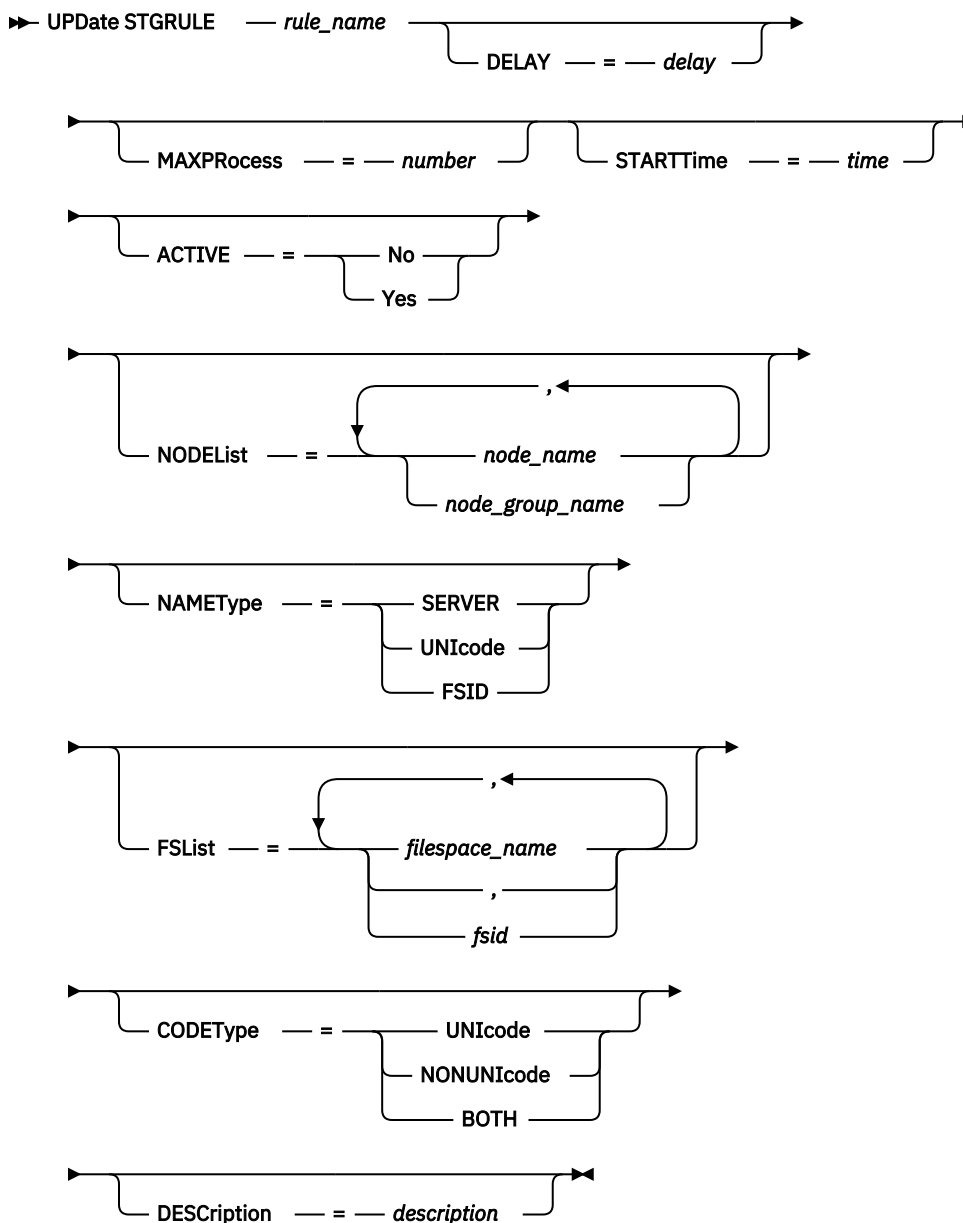 UPDate STGRULE rule_name
DELAY = delay
MAXPRocess = number STARTTime = time
ACTIVE = No
Yes
,
NODEList = node_name
node_group_name
NAMEType = SERVER
UNIcode
FSID
,
FSList = filespace_name
,
fsid
CODEType = UNIcode
NONUNIcode
BOTH
DESCription = description